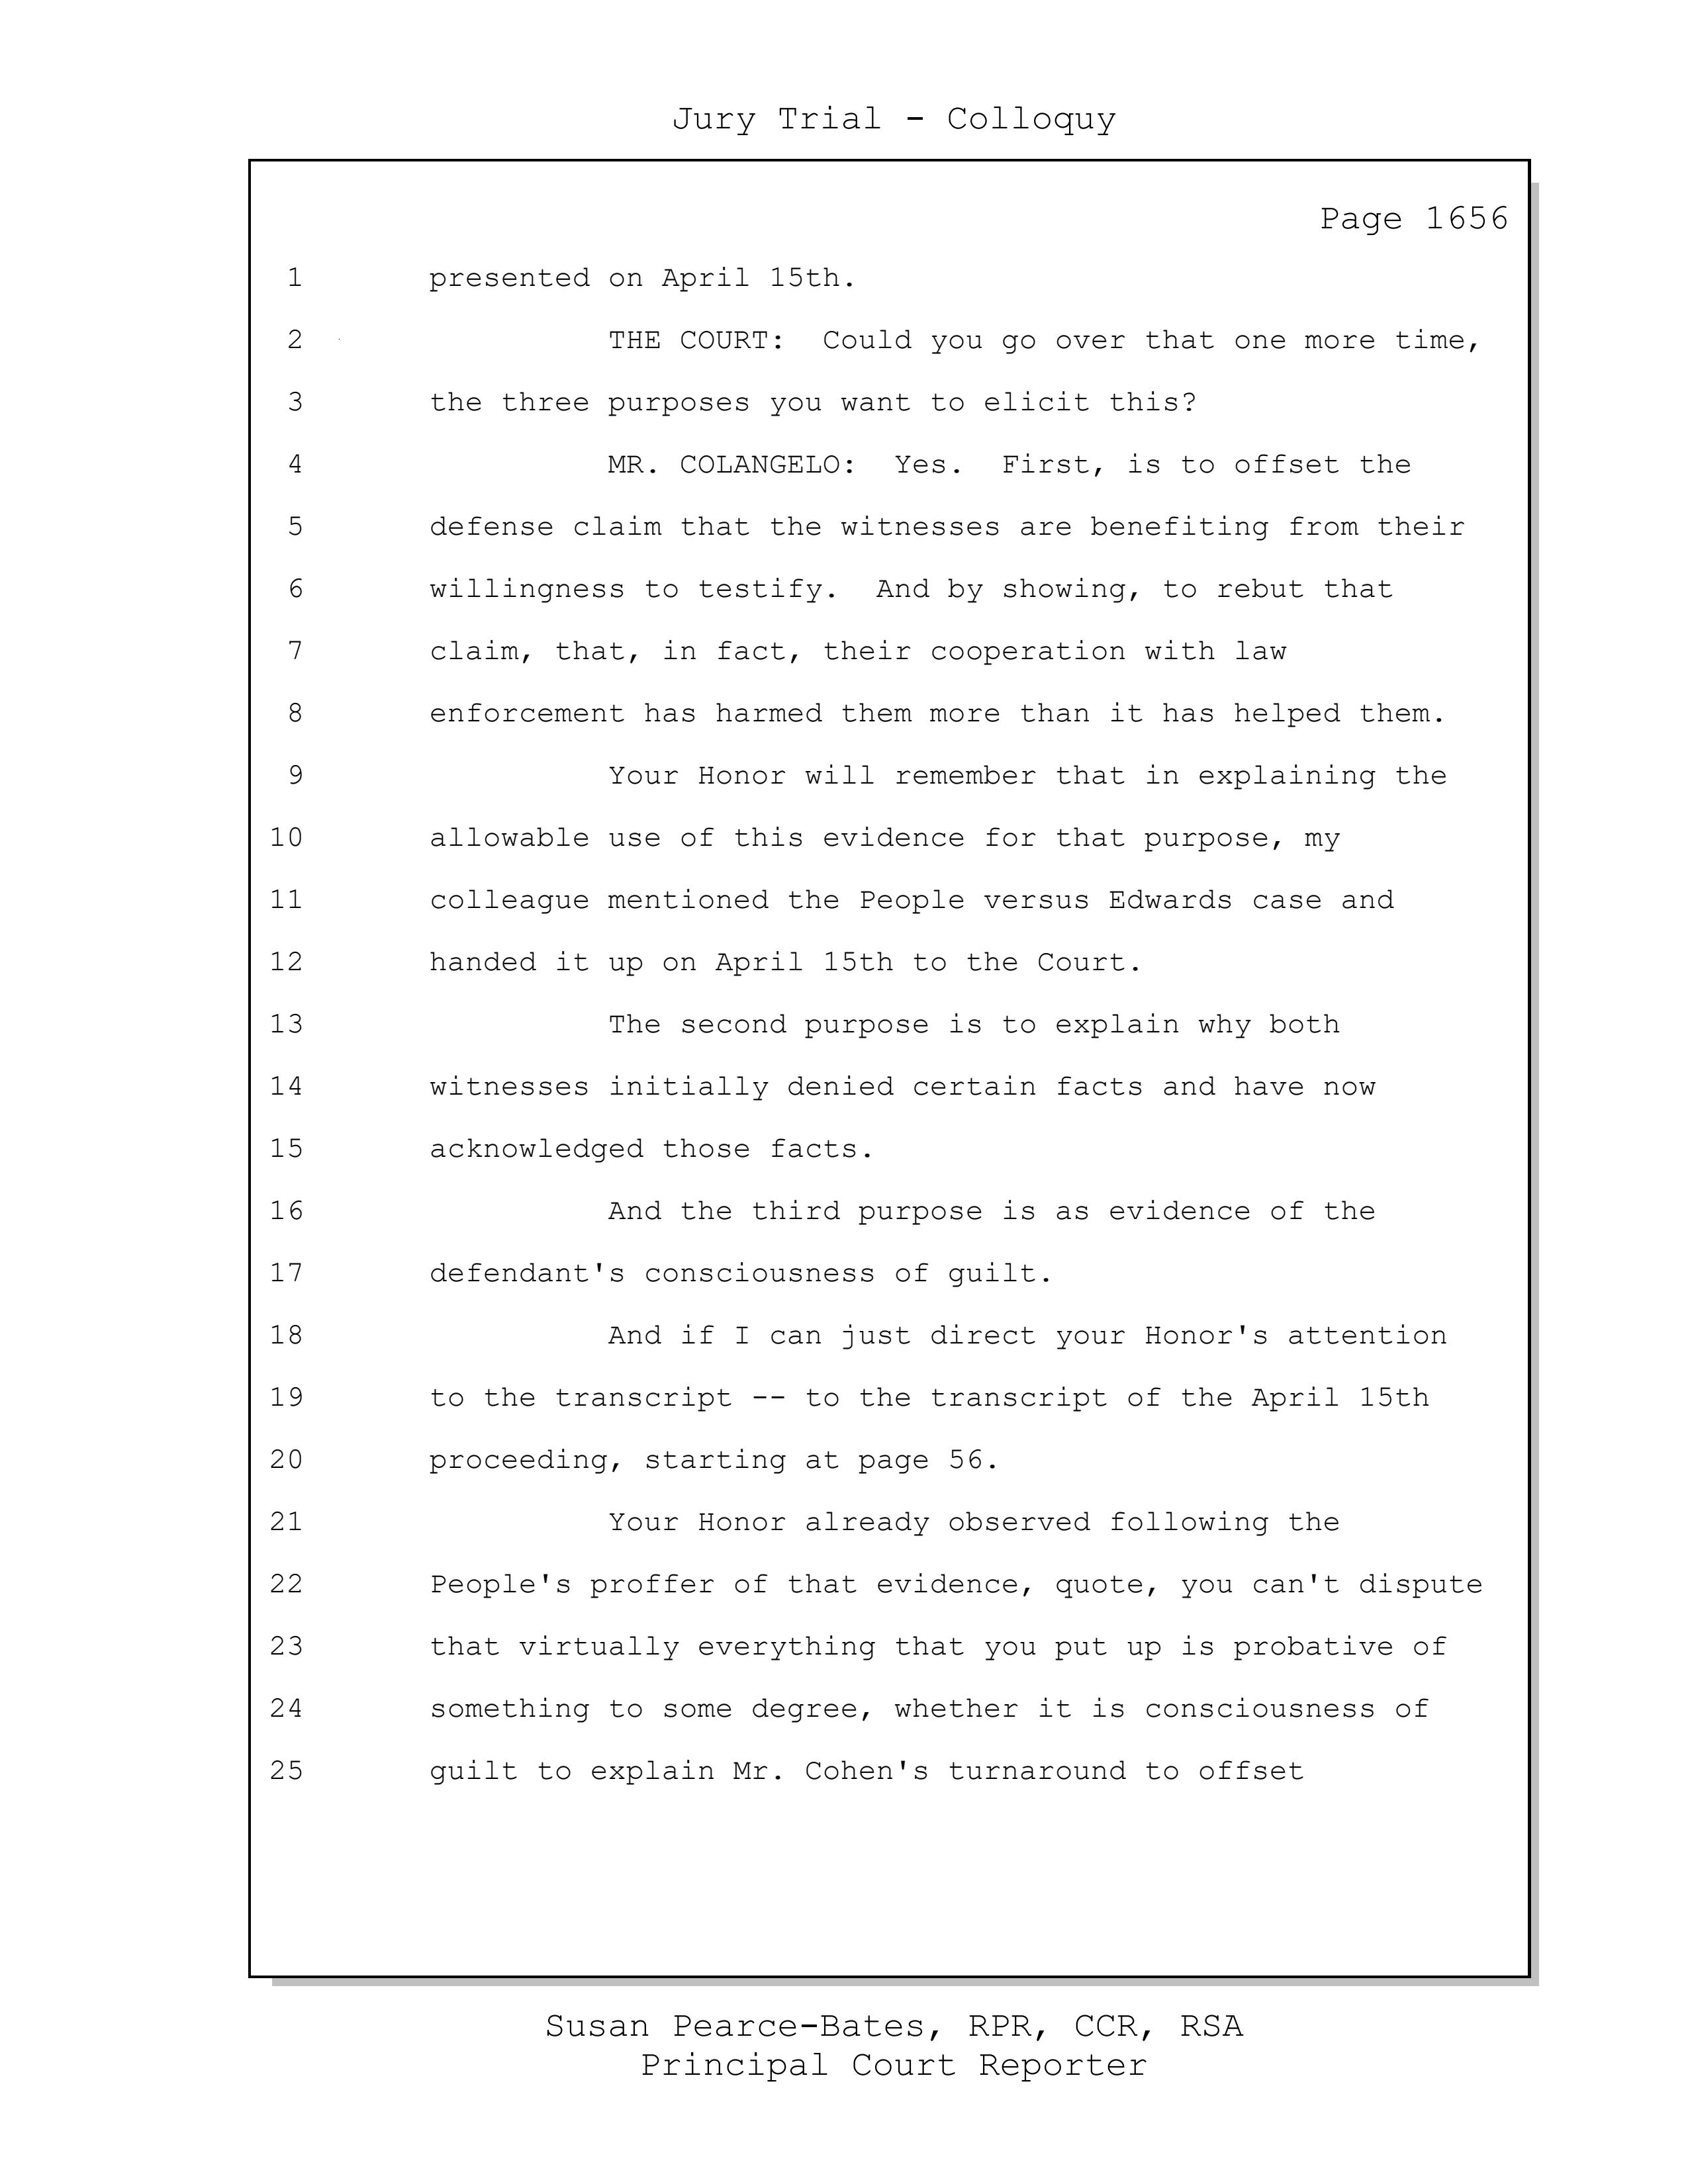 Jury Trial - Colloquy
Page 1656
1 presented on April 15th.
2 THE COURT: Could you go over that one more time,
3 the three purposes you want to elicit this?
4 MR. COLANGELO: Yes. First, is to offset the
5 defense claim that the witnesses are benefiting from their
6 willingness to testify. And by showing, to rebut that
7 claim, that, in fact, their cooperation with law
8 enforcement has harmed them more than it has helped them.
9 Your Honor will remember that in explaining the
10 allowable use of this evidence for that purpose, my
11 colleague mentioned the People versus Edwards case and
12 handed it up on April 15th to the Court.
13 The second purpose is to explain why both
14 witnesses initially denied certain facts and have now
15 acknowledged those facts.
16 And the third purpose is as evidence of the
17 defendant's consciousness of guilt.
18 And if I can just direct your Honor's attention
19 to the transcript -- to the transcript of the April 15th
20 proceeding, starting at page 56.
21 Your Honor already observed following the
22 People's proffer of that evidence, quote, you can't dispute
23 that virtually everything that you put up is probative of
24 something to some degree, whether it is consciousness of
25 guilt to explain Mr. Cohen's turnaround to offset
Susan Pearce-Bates, RPR, CCR, RSA
Principal Court Reporter